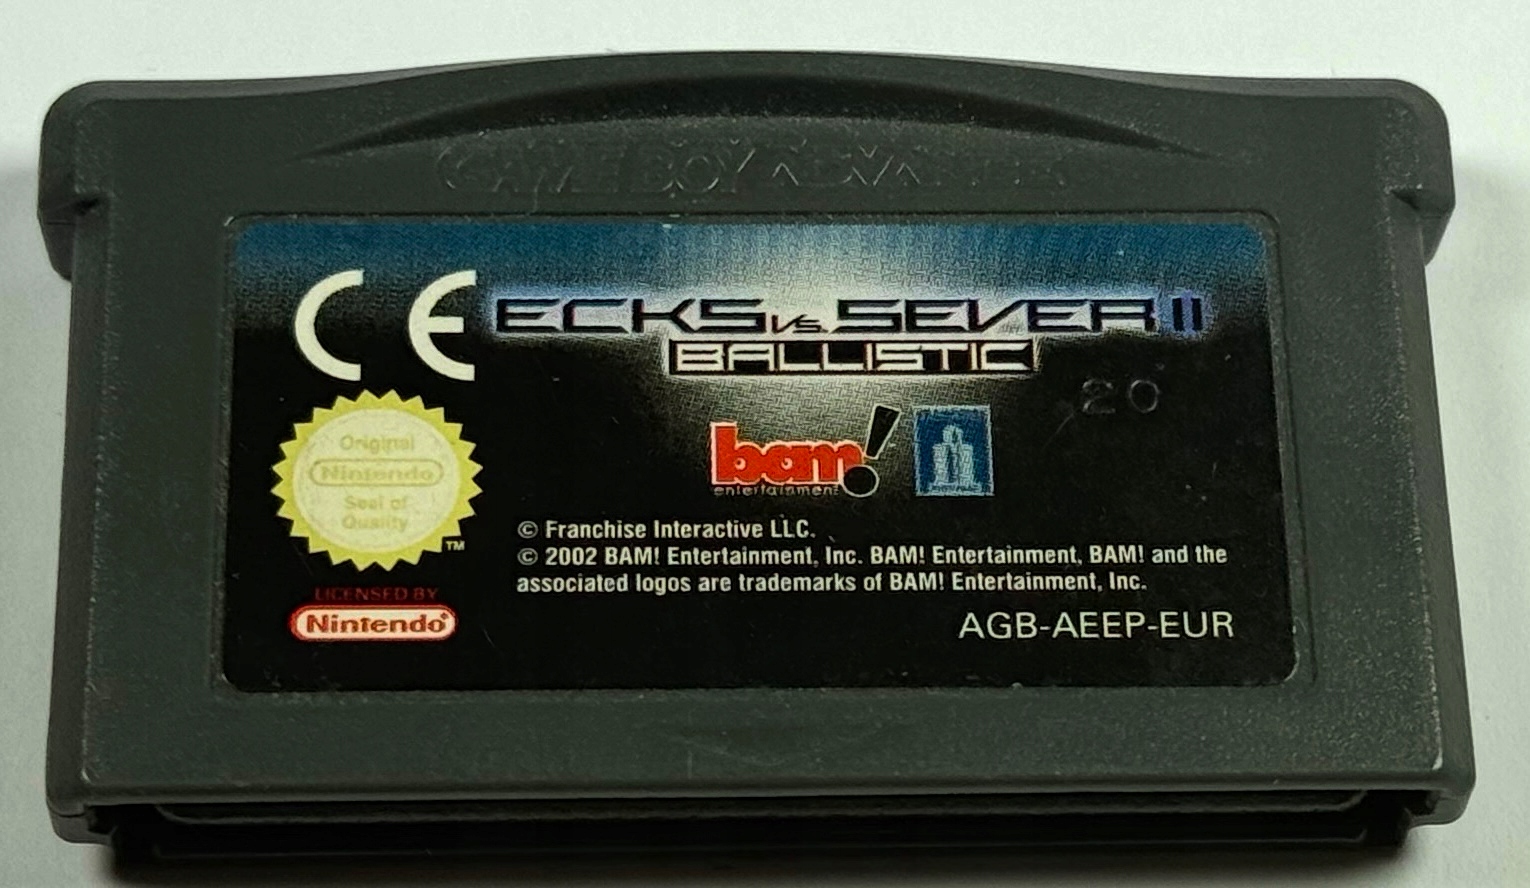 GAME BOY ADVANCE
CE
ECKS VS. SEVER II
BALLISTIC
20
Original
Nintendo
Seal of
Quality
TM
bam!
entertainment
© Franchise Interactive LLC.
© 2002 BAM! Entertainment, Inc. BAM! Entertainment, BAM! and the
associated logos are trademarks of BAM! Entertainment, Inc.
LICENSED BY
Nintendo®
AGB-AEEP-EUR